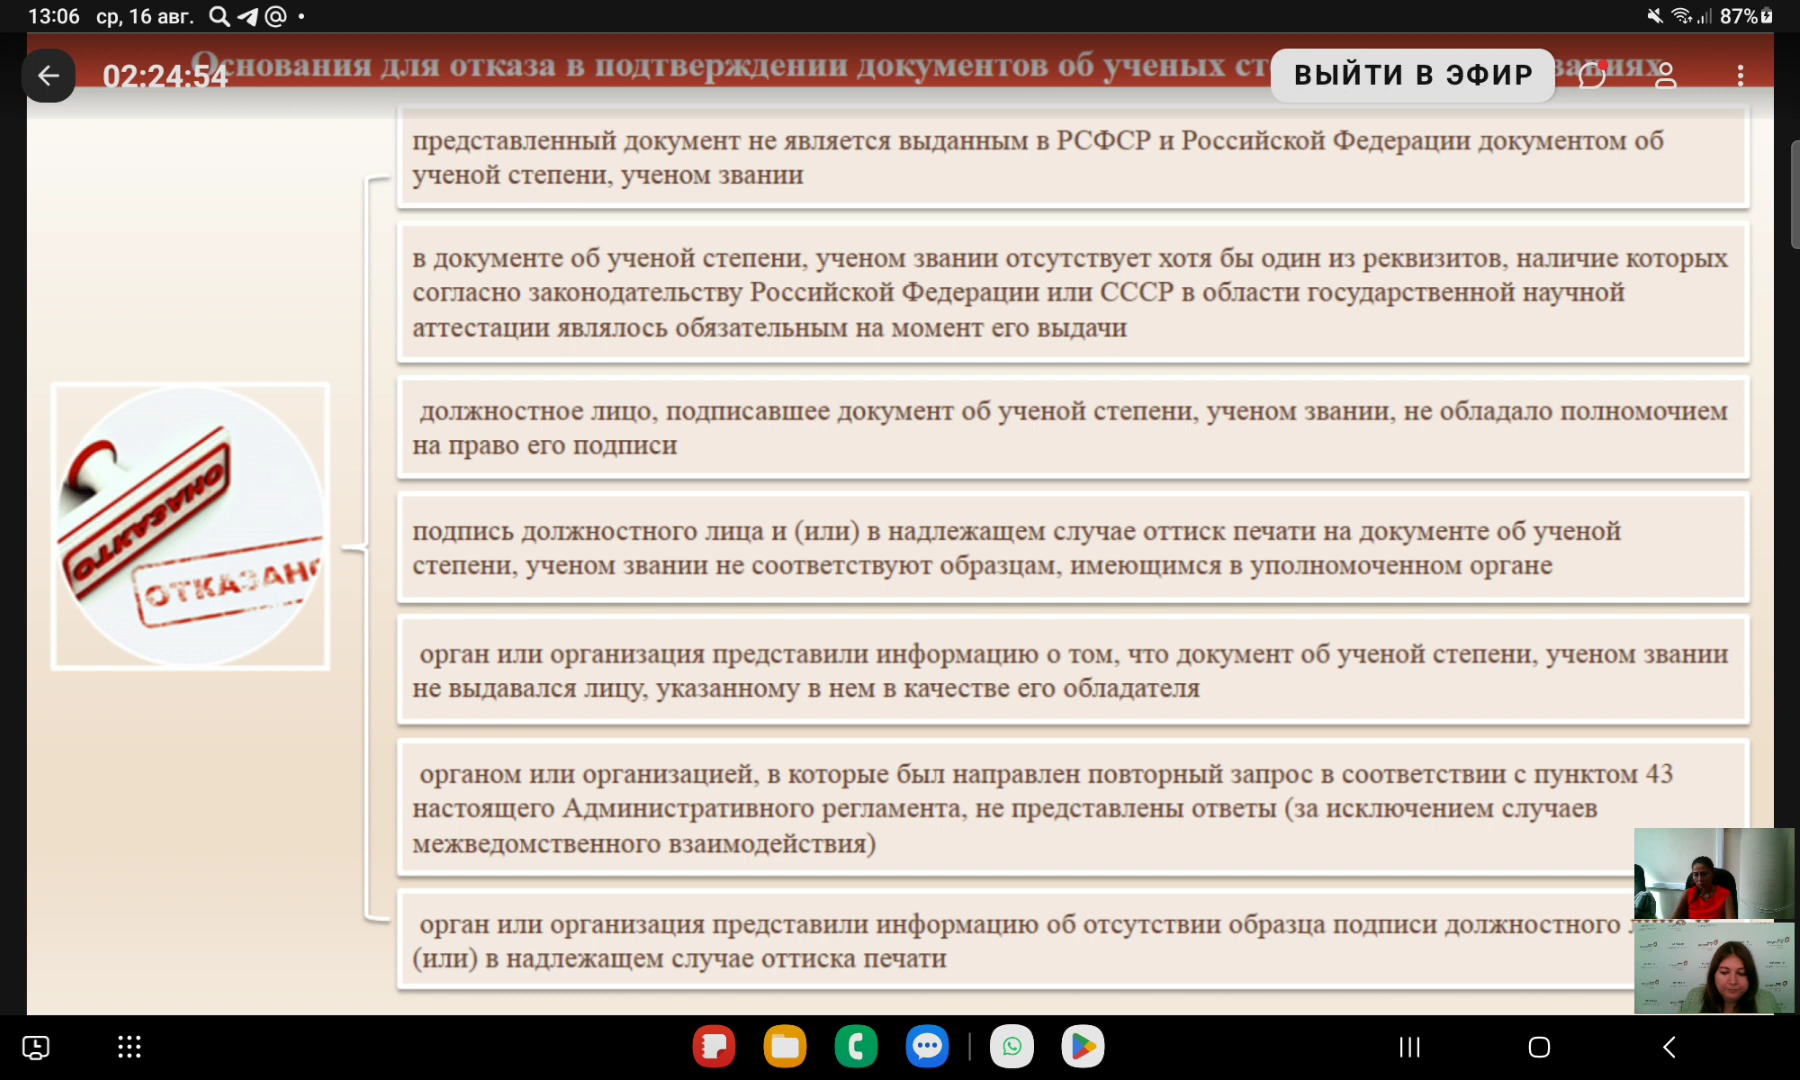 13:06 ср, 16 авг.
87%
02:24:54
Основания для отказа в подтверждении документов об ученых
ВЫЙТИ В ЭФИР
представленный документ не является выданным в РСФСР и Российской Федерации документом об
ученой степени, ученом звании
в документе об ученой степени, ученом звании отсутствует хотя бы один из реквизитов, наличие которых
согласно законодательству Российской Федерации или СССР в области государственной научной
аттестации являлось обязательным на момент его выдачи
должностное лицо, подписавшее документ об ученой степени, ученом звании, не обладало полномочием
на право его подписи
ОТКАЗАНО
ОТКАЗАНО
подпись должностного лица и (или) в надлежащем случае оттиск печати на документе об ученой
степени, ученом звании не соответствуют образцам, имеющимся в уполномоченном органе
орган или организация представили информацию о том, что документ об ученой степени, ученом звании
не выдавался лицу, указанному в нем в качестве его обладателя
органом или организацией, в которые был направлен повторный запрос в соответствии с пунктом 43
настоящего Административного регламента, не представлены ответы (за исключением случаев
межведомственного взаимодействия)
орган или организация представили информацию об отсутствии образца подписи должностного
(или) в надлежащем случае оттиска печати